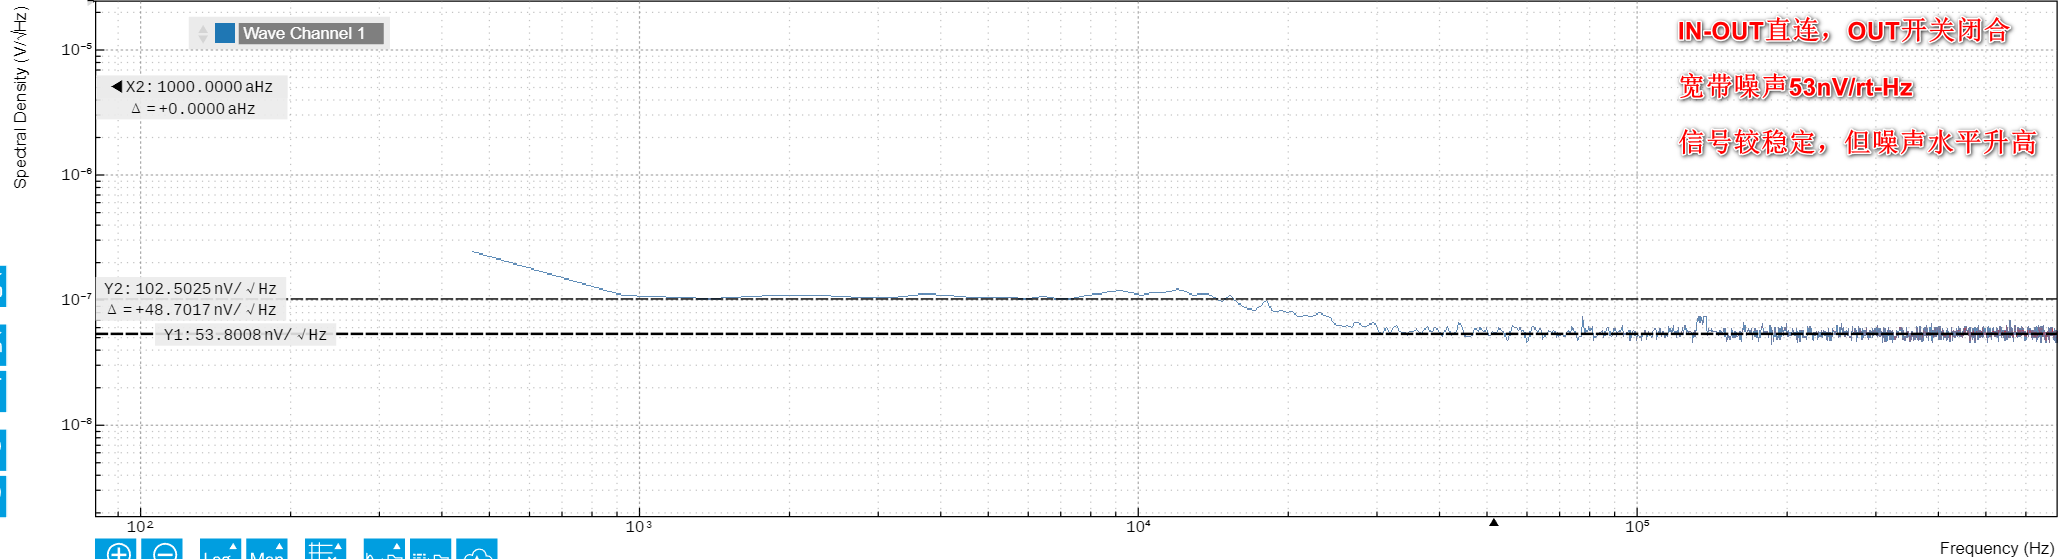 Spectral Density (V/√Hz)
Wave Channel 1
IN-OUT直连，OUT开关闭合
宽带噪声53nV/rt-Hz
信号较稳定，但噪声水平升高
10⁻⁵
X2: 1000.0000 aHz
Δ = +0.0000 aHz
10⁻⁶
Y2: 102.5025 nV/√Hz
10⁻⁷
Δ = +48.7017 nV/√Hz
Y1: 53.8008 nV/√Hz
10⁻⁸
10² 10³ 10⁴ 10⁵
Frequency (Hz)